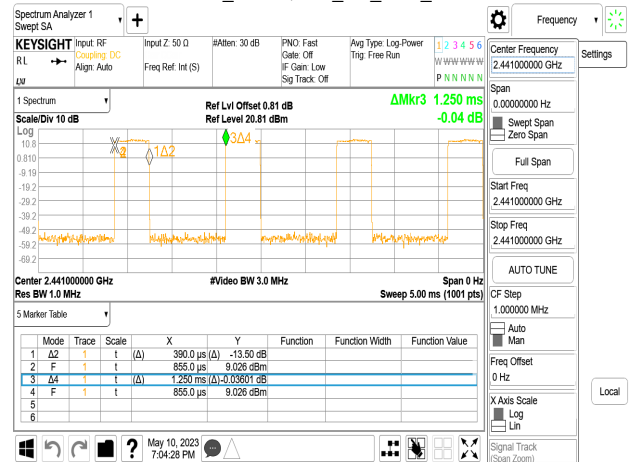 Spectrum Analyzer 1
Swept SA
Frequency
KEYSIGHT
RL
Input: RF
Coupling: DC
Align: Auto
Input Z: 50 Ω
Freq Ref: Int (S)
#Atten: 30 dB
PNO: Fast
Gate: Off
IF Gain: Low
Sig Track: Off
Avg Type: Log-Power
Trig: Free Run
1 2 3 4 5 6
W W W W W W
P N N N N N
Center Frequency
2.441000000 GHz
Settings
Span
0.00000000 Hz
Swept Span
Zero Span
Full Span
Start Freq
2.441000000 GHz
Stop Freq
2.441000000 GHz
AUTO TUNE
CF Step
1.000000 MHz
Auto
Man
Freq Offset
0 Hz
X Axis Scale
Log
Lin
Local
Signal Track
(Span Zoom)
1 Spectrum
Scale/Div 10 dB
Ref Lvl Offset 0.81 dB
Ref Level 20.81 dBm
ΔMkr3 1.250 ms
-0.04 dB
Log
10.8
0.810
-9.19
-19.2
-29.2
-39.2
-49.2
-59.2
-69.2
1Δ2
3Δ4
Center 2.441000000 GHz
Res BW 1.0 MHz
#Video BW 3.0 MHz
Span 0 Hz
Sweep 5.00 ms (1001 pts)
5 Marker Table
Mode Trace Scale X Y Function Function Width Function Value
1 Δ2 1 t (Δ) 390.0 µs (Δ) -13.50 dB
2 F 1 t 855.0 µs 9.026 dBm
3 Δ4 1 t (Δ) 1.250 ms (Δ) -0.03601 dB
4 F 1 t 855.0 µs 9.026 dBm
5
6
May 10, 2023
7:04:28 PM